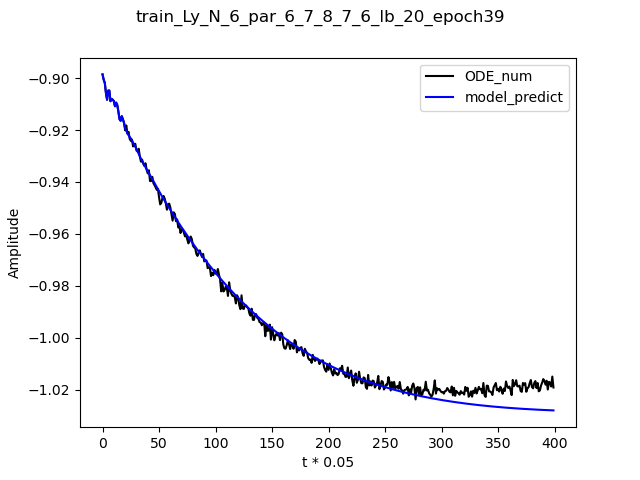 train_Ly_N_6_par_6_7_8_7_6_lb_20_epoch39
ODE_num
model_predict
Amplitude
−0.90
−0.92
−0.94
−0.96
−0.98
−1.00
−1.02
0 50 100 150 200 250 300 350 400
t * 0.05